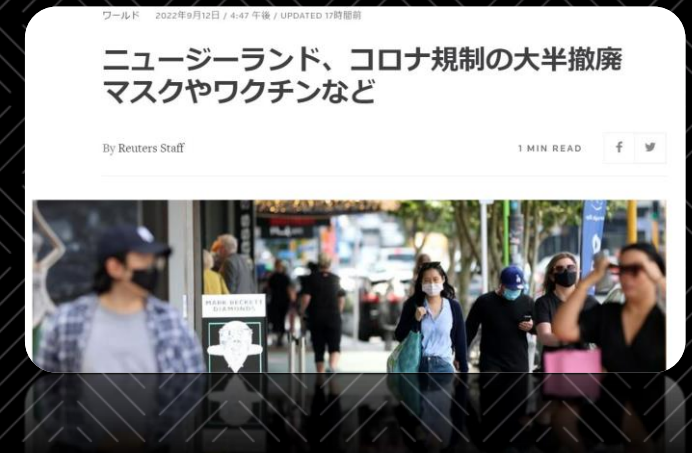 ワールド 2022年9月12日 / 4:47 午後 / UPDATED 17時間前
ニュージーランド、コロナ規制の大半撤廃
マスクやワクチンなど
By Reuters Staff
1 MIN READ
MARK BECKETT
DIAMONDS